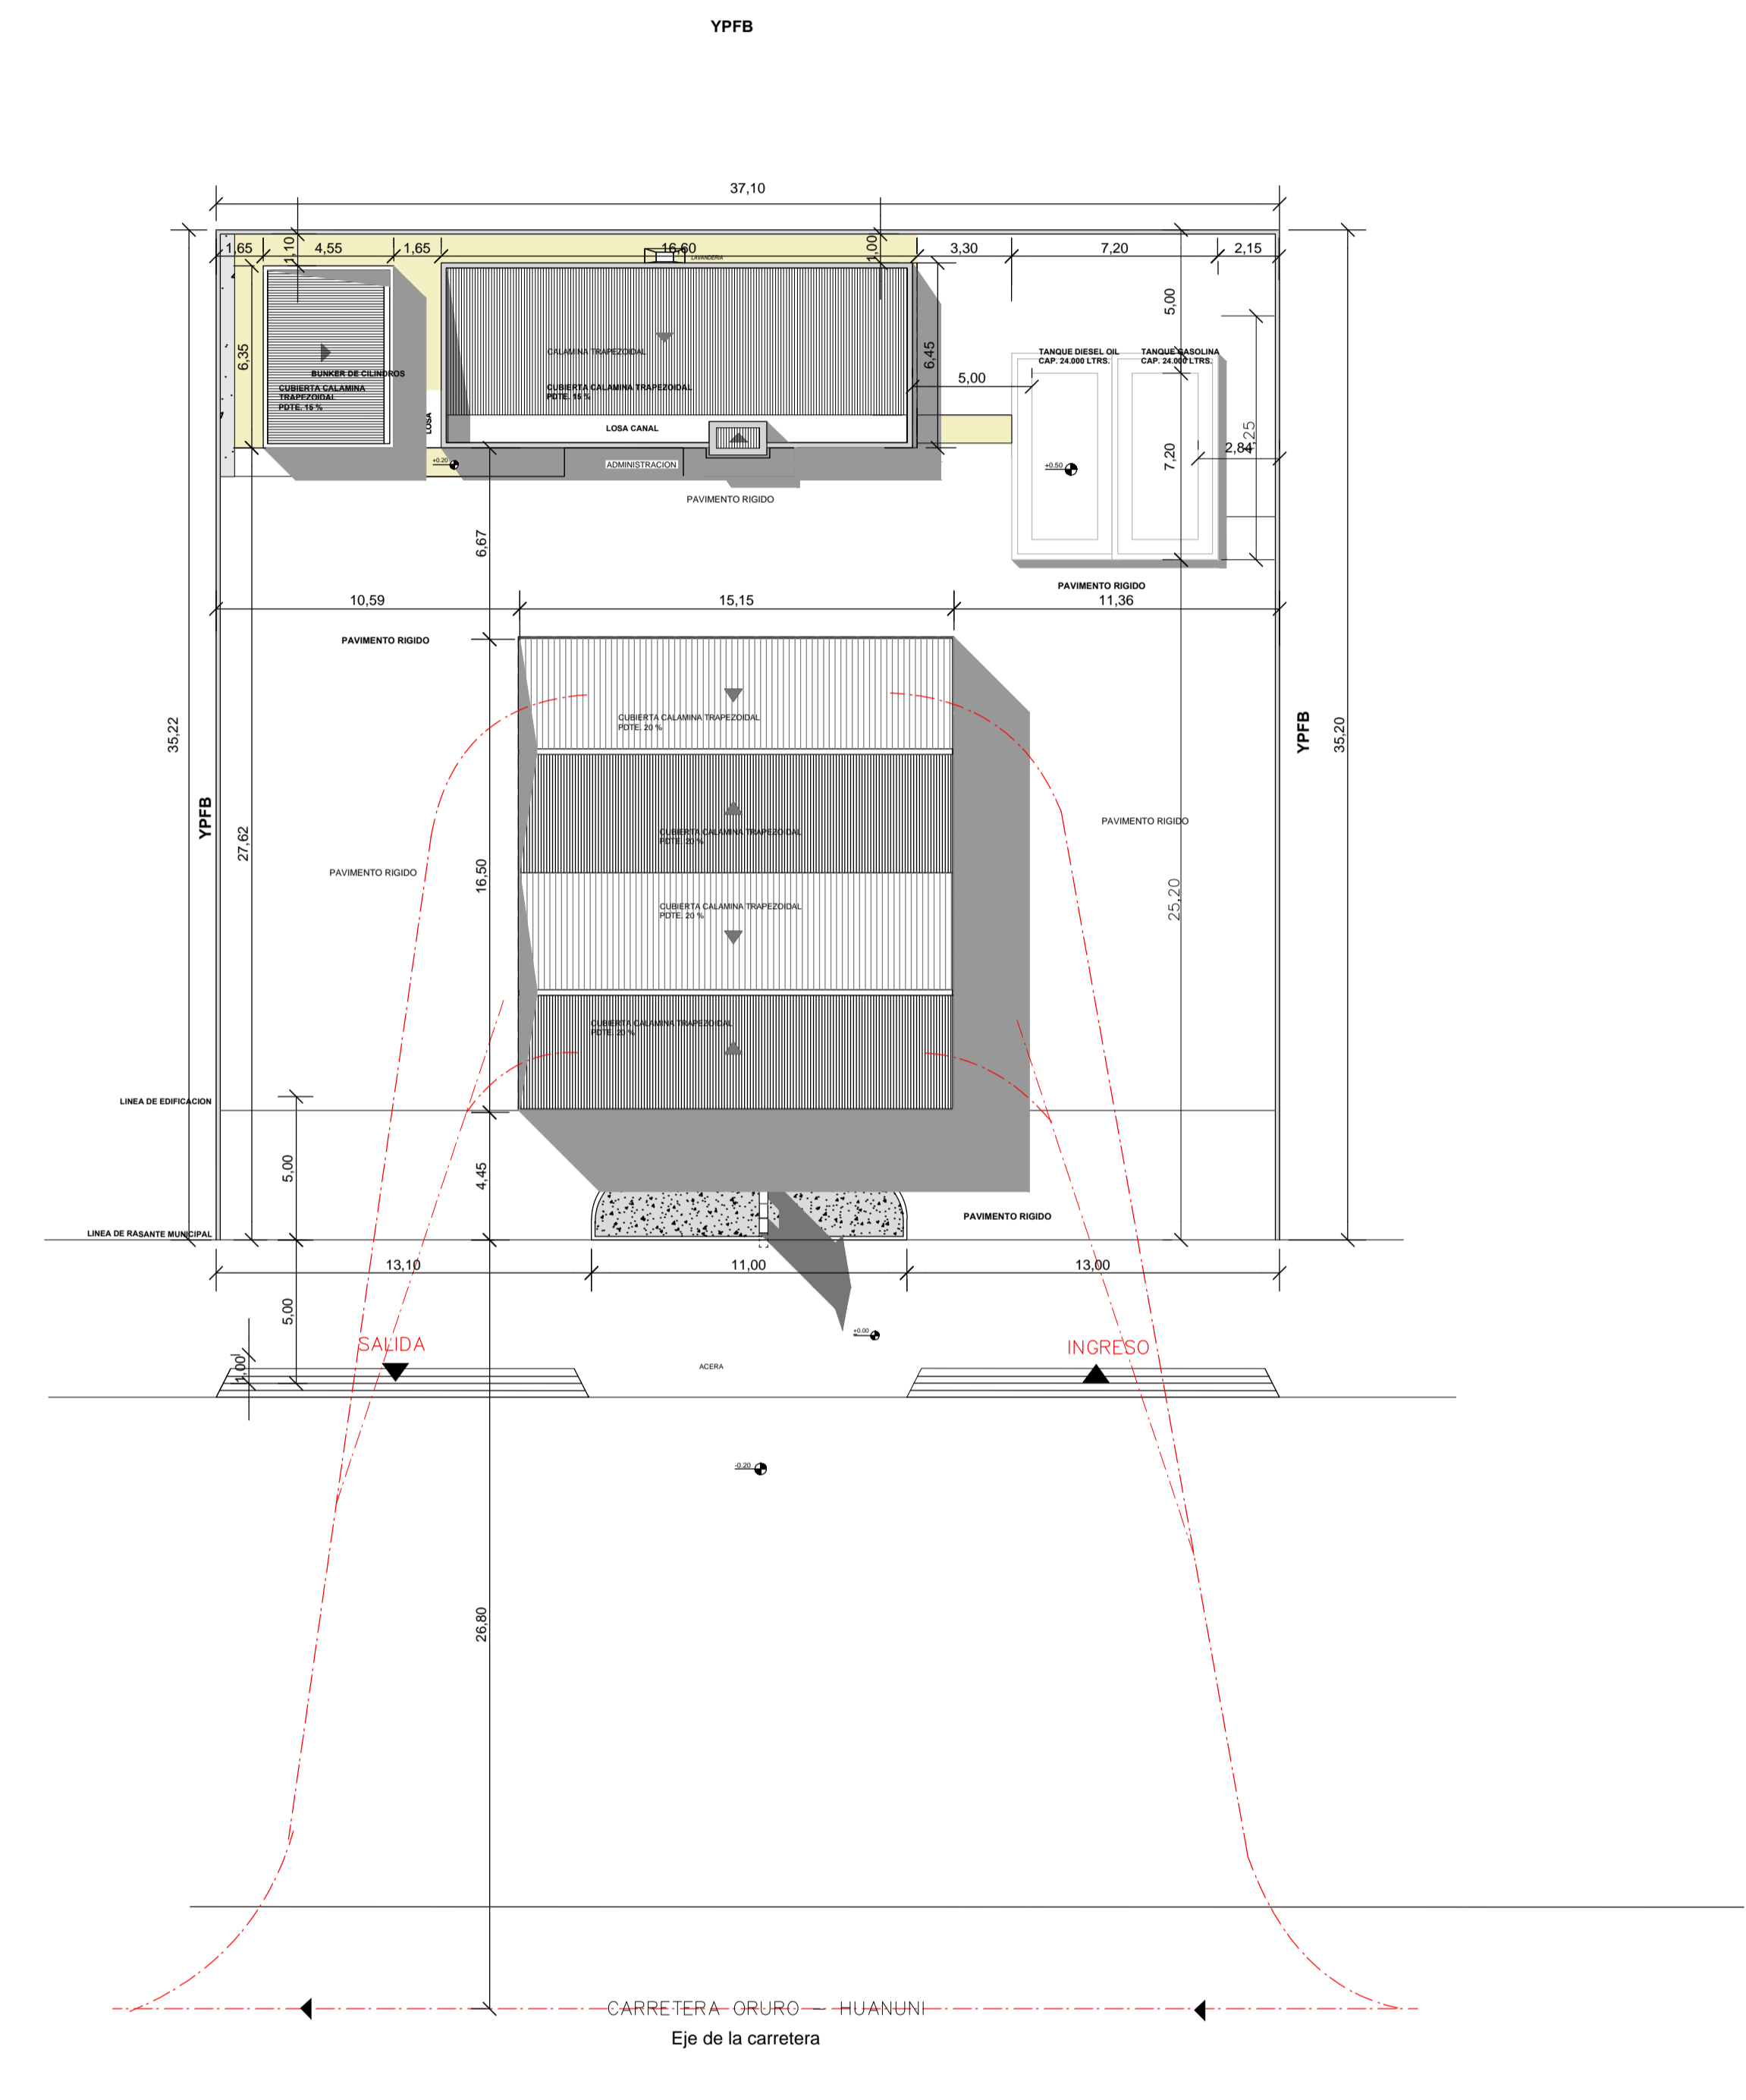 YPFB
37,10
1,65
1,10
4,55
1,65
16,60
1,00
3,30
7,20
2,15
LAVANDERIA
5,00
6,35
BUNKER DE CILINDROS
CUBIERTA CALAMINA
TRAPEZOIDAL
PDTE. 15 %
CALAMINA TRAPEZOIDAL
CUBIERTA CALAMINA TRAPEZOIDAL
PDTE. 15 %
6,45
5,00
TANQUE DIESEL OIL
CAP. 24.000 LTRS.
TANQUE GASOLINA
CAP. 24.000 LTRS.
LOSA
LOSA CANAL
+0.20
ADMINISTRACION
+0.50
7,20
2,84
PAVIMENTO RIGIDO
6,67
PAVIMENTO RIGIDO
10,59
15,15
11,36
PAVIMENTO RIGIDO
35,22
YPFB
27,62
CUBIERTA CALAMINA TRAPEZOIDAL
PDTE. 20 %
YPFB
35,20
CUBIERTA CALAMINA TRAPEZOIDAL
PDTE. 20 %
PAVIMENTO RIGIDO
PAVIMENTO RIGIDO
16,50
25,20
CUBIERTA CALAMINA TRAPEZOIDAL
PDTE. 20 %
CUBIERTA CALAMINA TRAPEZOIDAL
PDTE. 20 %
LINEA DE EDIFICACION
5,00
4,45
PAVIMENTO RIGIDO
LINEA DE RASANTE MUNICIPAL
13,10
11,00
13,00
5,00
+0.00
SALIDA
INGRESO
1,00
ACERA
-0.20
26,80
CARRETERA ORURO - HUANUNI
Eje de la carretera